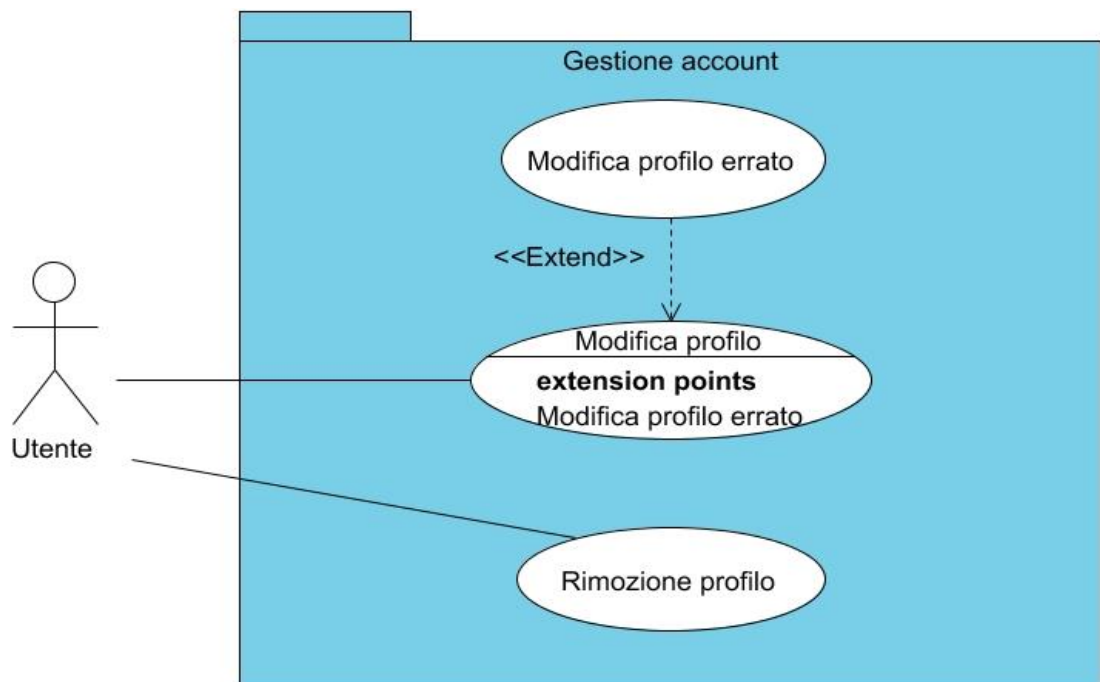 Gestione account
Modifica profilo errato
<<Extend>>
Modifica profilo
extension points
Modifica profilo errato
Utente
Rimozione profilo